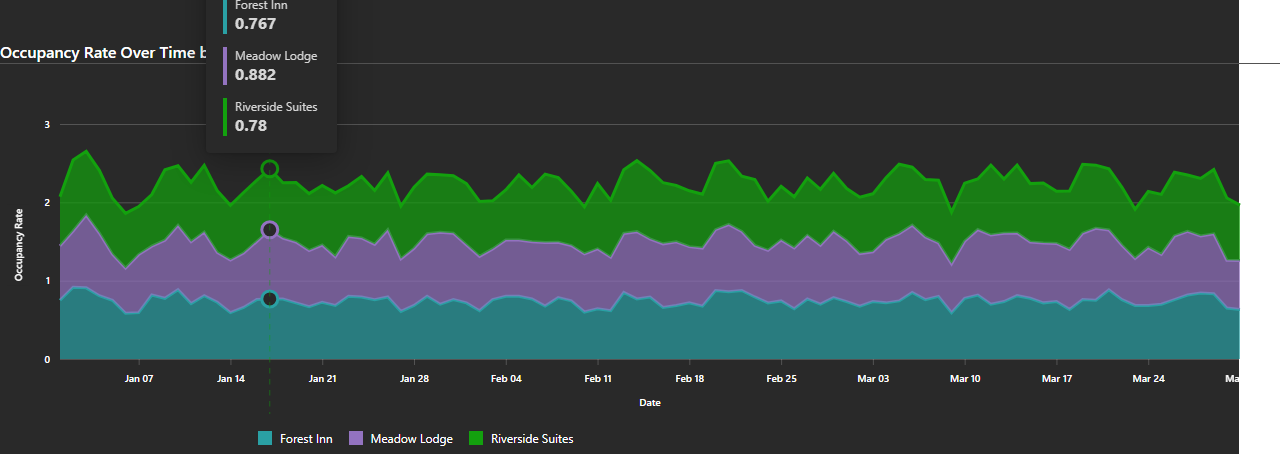 Forest Inn
0.767
Occupancy Rate Over Time b
Meadow Lodge
0.882
Riverside Suites
0.78
3
2
1
0
Occupancy Rate
Jan 07 Jan 14 Jan 21 Jan 28 Feb 04 Feb 11 Feb 18 Feb 25 Mar 03 Mar 10 Mar 17 Mar 24 Ma
Date
Forest Inn Meadow Lodge Riverside Suites